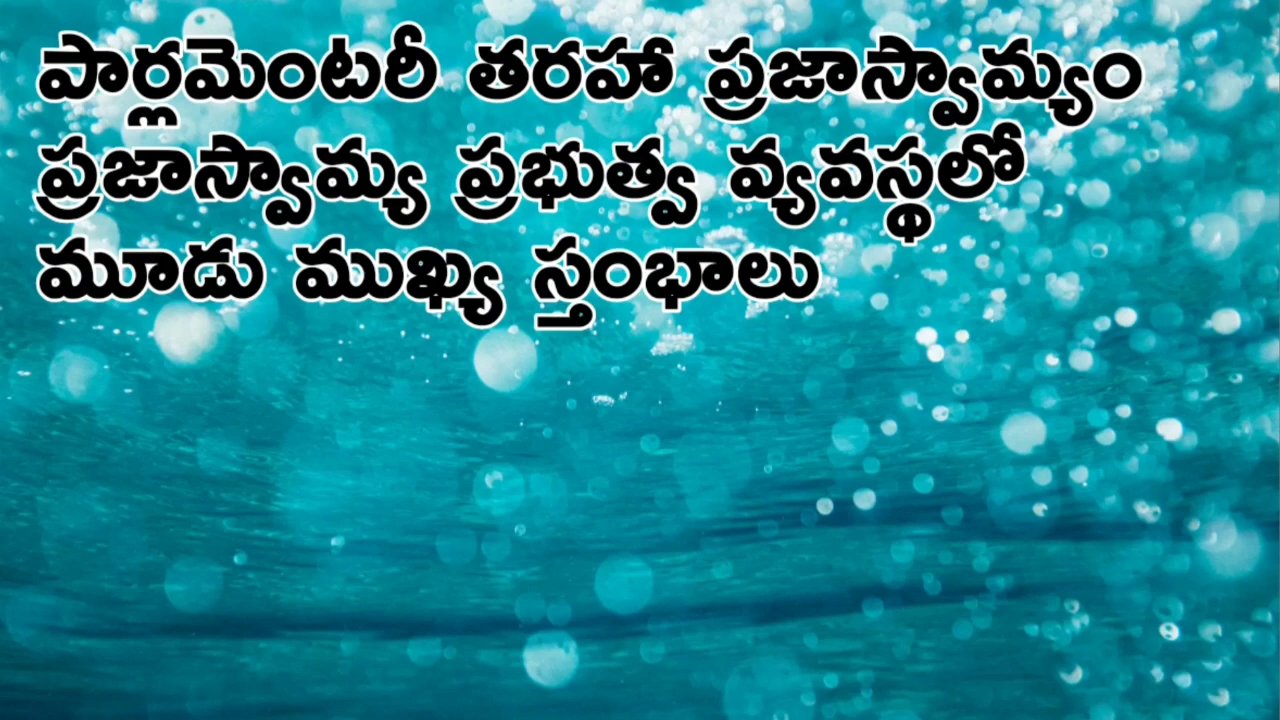 పార్లమెంటరీ తరహా ప్రజాస్వామ్యం
ప్రజాస్వామ్య ప్రభుత్వ వ్యవస్థలో
మూడు ముఖ్య స్తంభాలు